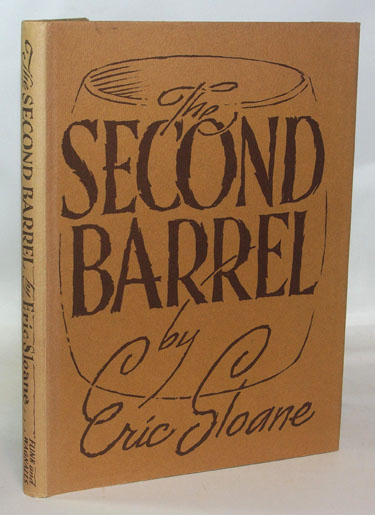 The
SECOND
BARREL
by
Eric Sloane
The SECOND BARREL by Eric Sloane
FUNK and
WAGNALLS